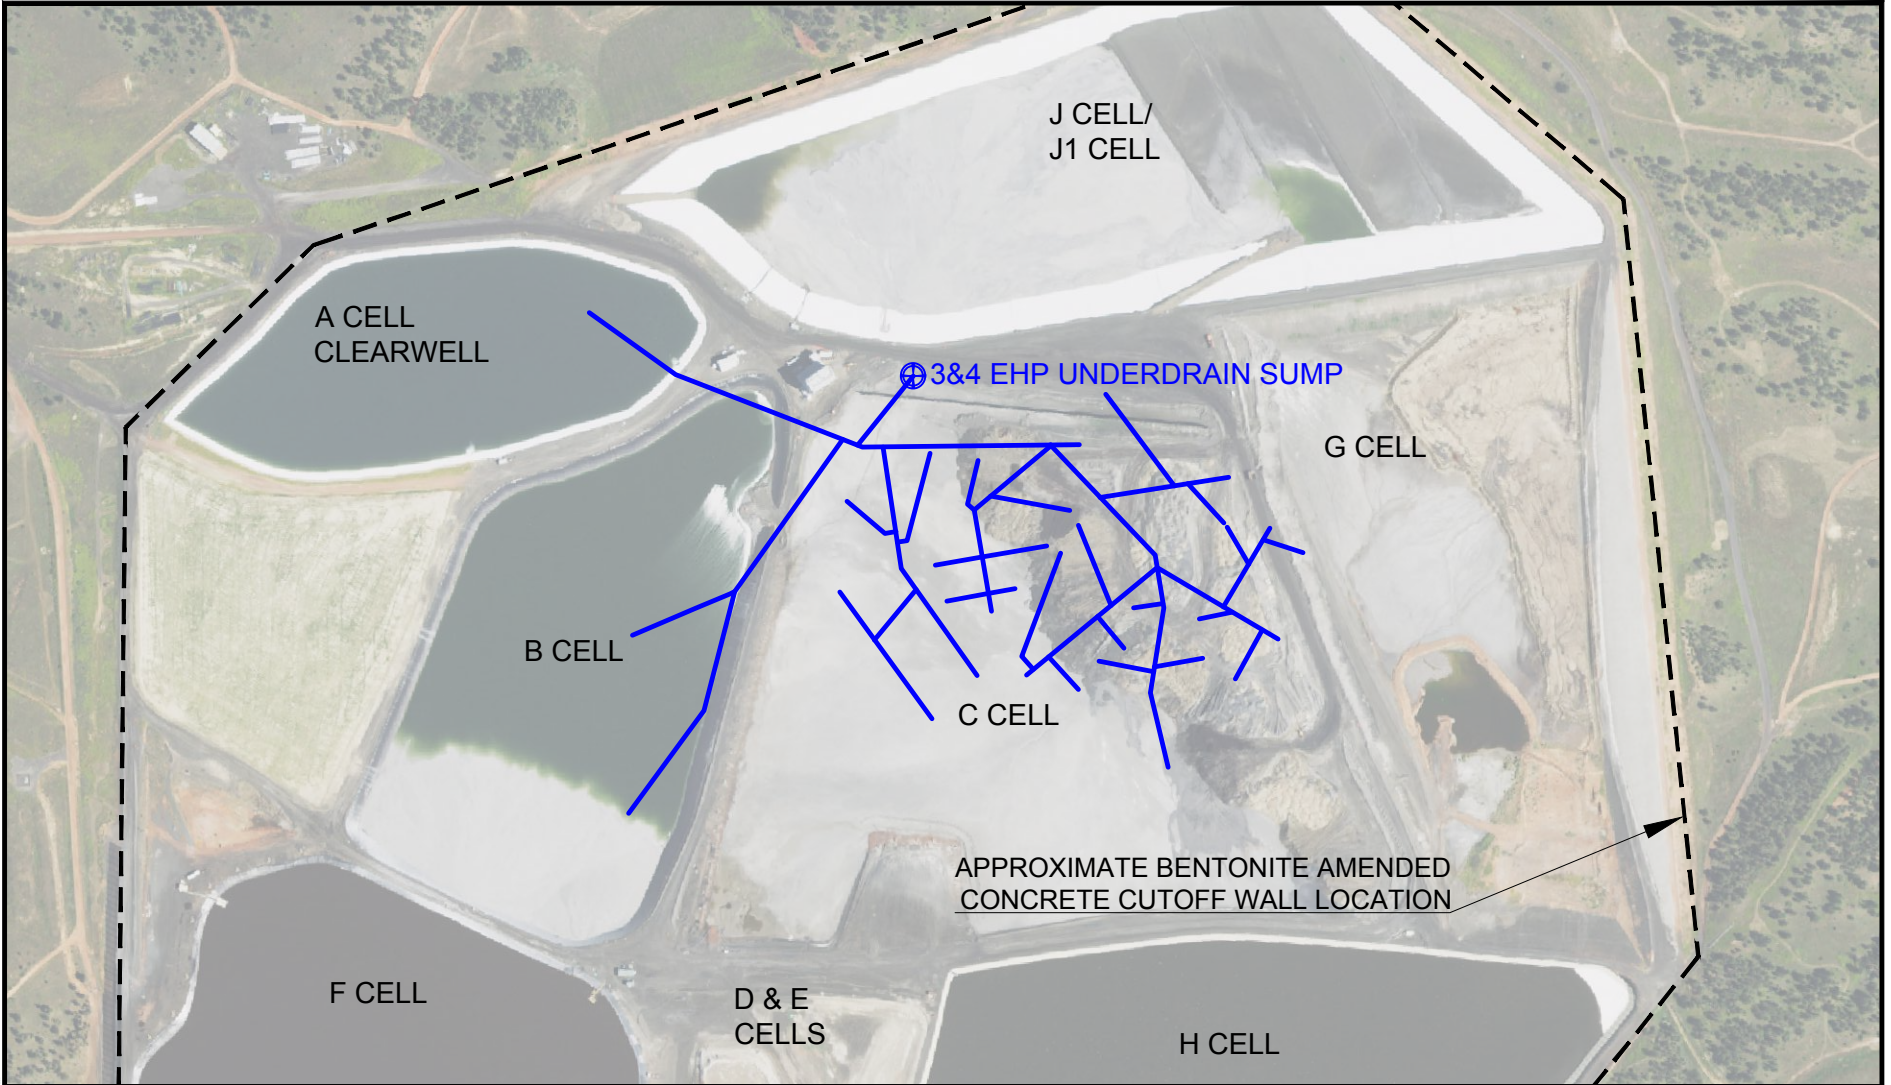 J CELL/
J1 CELL
A CELL
CLEARWELL
3&4 EHP UNDERDRAIN SUMP
G CELL
B CELL
C CELL
APPROXIMATE BENTONITE AMENDED
CONCRETE CUTOFF WALL LOCATION
F CELL
D & E
CELLS
H CELL